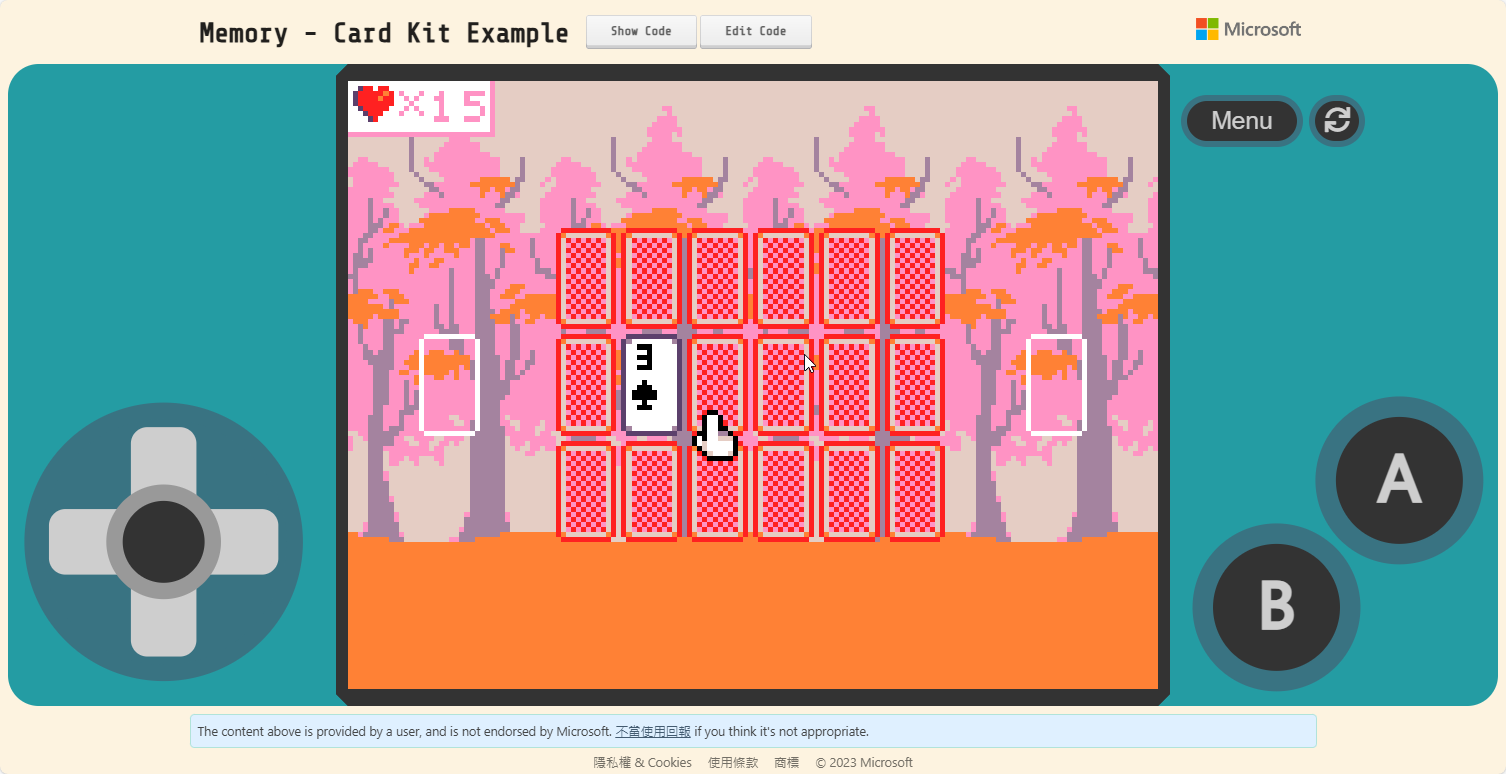 Memory - Card Kit Example
Show Code
Edit Code
Microsoft
×15
Menu
3
A
B
The content above is provided by a user, and is not endorsed by Microsoft. 不當使用回報 if you think it's not appropriate.
隱私權 & Cookies 使用條款 商標 © 2023 Microsoft